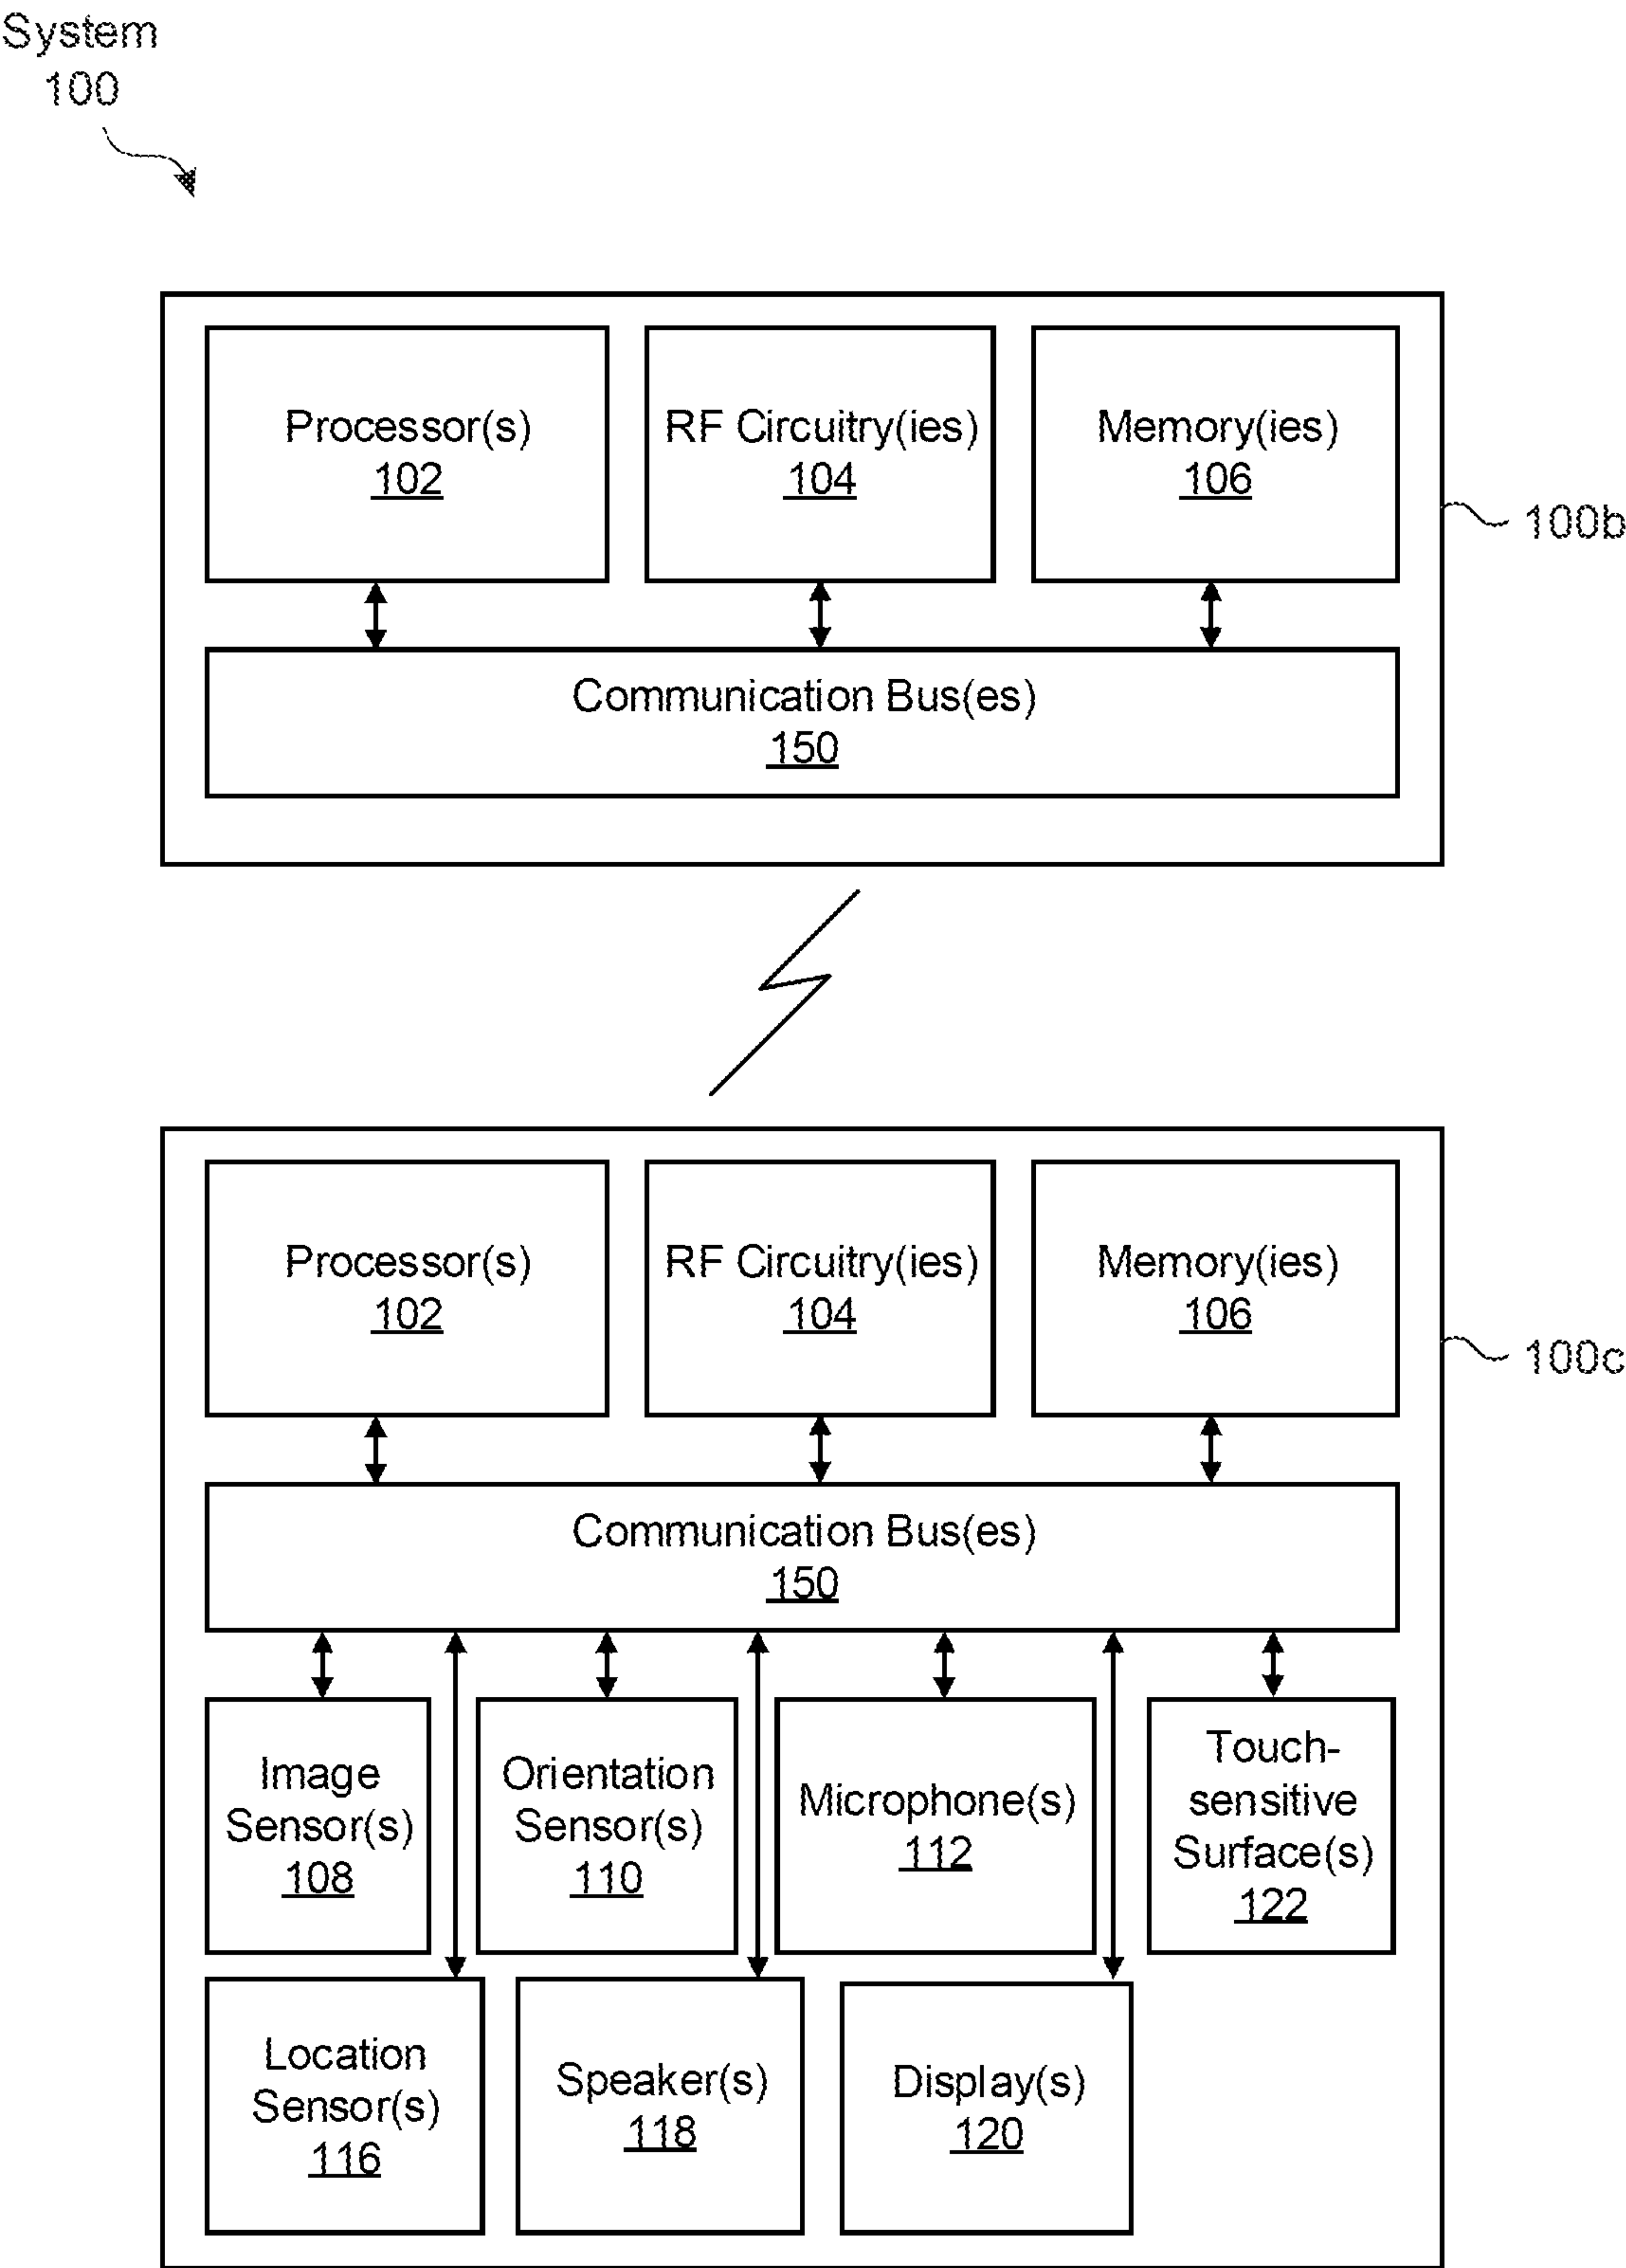 System
100
Processor(s)
102
RF Circuitry(ies)
104
Memory(ies)
106
100b
Communication Bus(es)
150
Processor(s)
102
RF Circuitry(ies)
104
Memory(ies)
106
100c
Communication Bus(es)
150
Image
Sensor(s)
108
Orientation
Sensor(s)
110
Microphone(s)
112
Touch-
sensitive
Surface(s)
122
Location
Sensor(s)
116
Speaker(s)
118
Display(s)
120